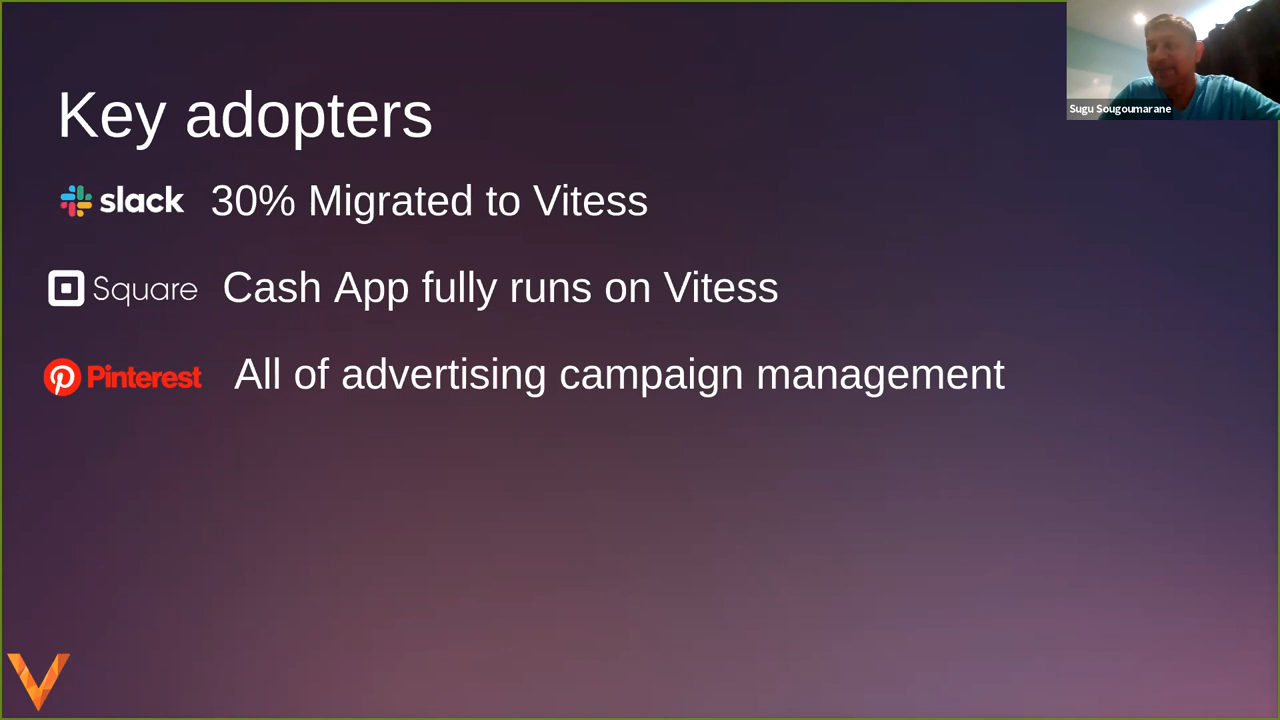 Key adopters
slack 30% Migrated to Vitess
Square Cash App fully runs on Vitess
Pinterest All of advertising campaign management
Sugu Sougoumarane